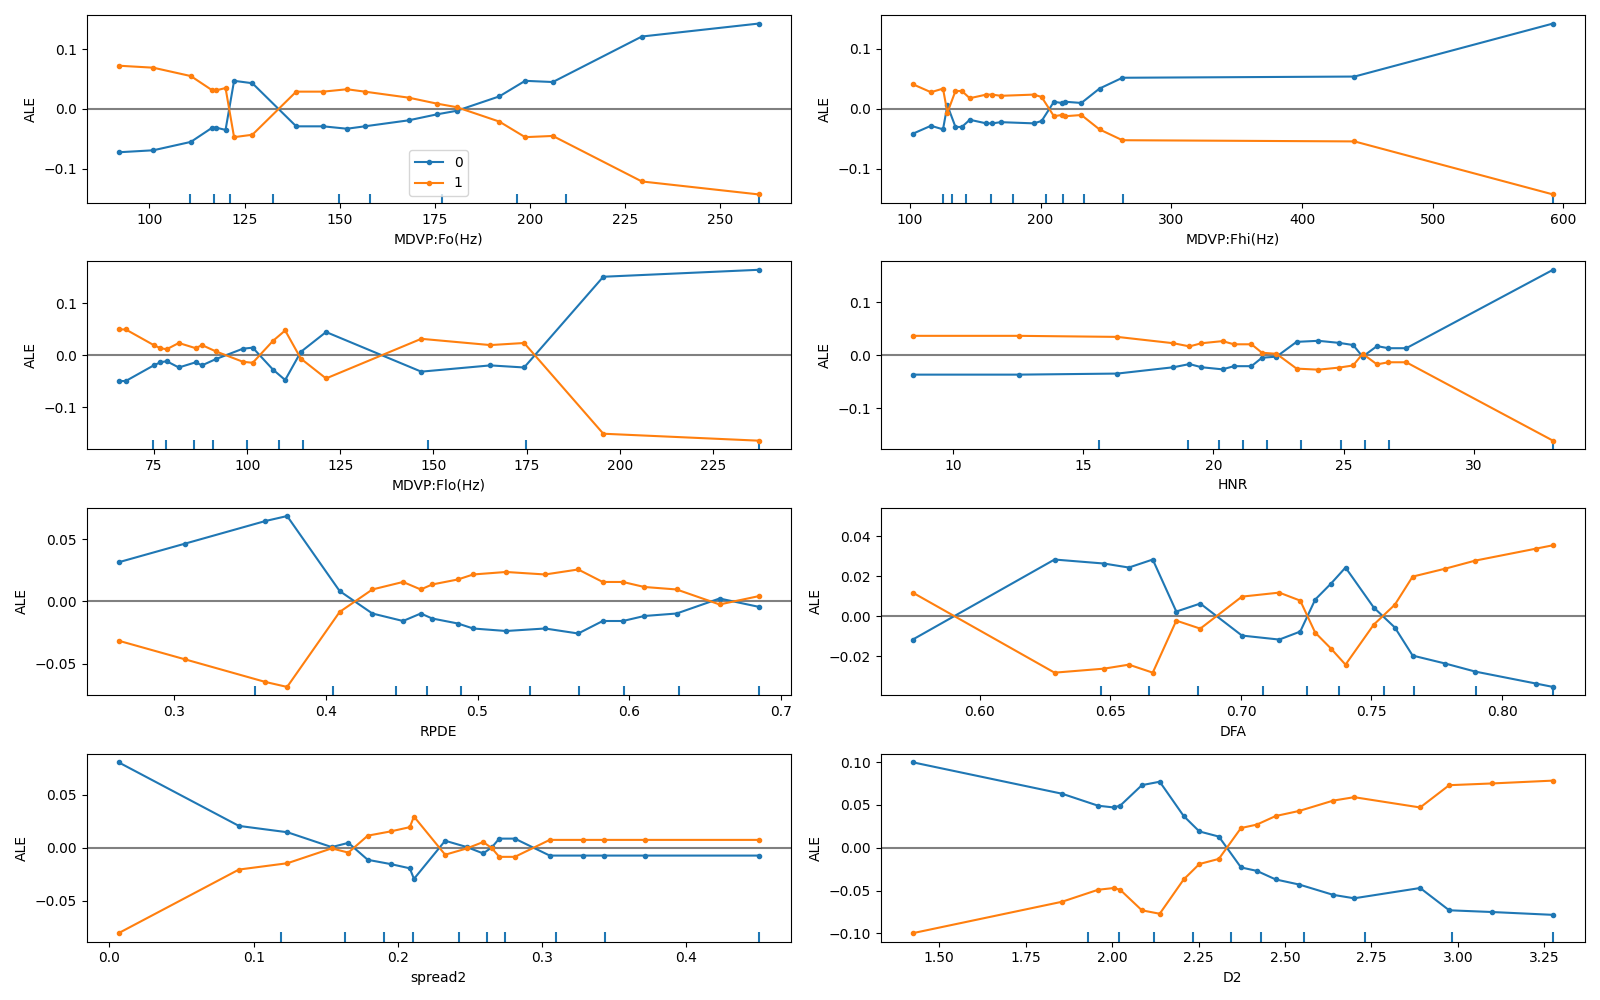 0.1
0.0
−0.1
ALE
0
1
100 125 150 175 200 225 250
MDVP:Fo(Hz)
0.1
0.0
−0.1
ALE
100 200 300 400 500 600
MDVP:Fhi(Hz)
0.1
0.0
−0.1
ALE
75 100 125 150 175 200 225
MDVP:Flo(Hz)
0.1
0.0
−0.1
ALE
10 15 20 25 30
HNR
0.05
0.00
−0.05
ALE
0.3 0.4 0.5 0.6 0.7
RPDE
0.04
0.02
0.00
−0.02
ALE
0.60 0.65 0.70 0.75 0.80
DFA
0.05
0.00
−0.05
ALE
0.0 0.1 0.2 0.3 0.4
spread2
0.10
0.05
0.00
−0.05
−0.10
ALE
1.50 1.75 2.00 2.25 2.50 2.75 3.00 3.25
D2